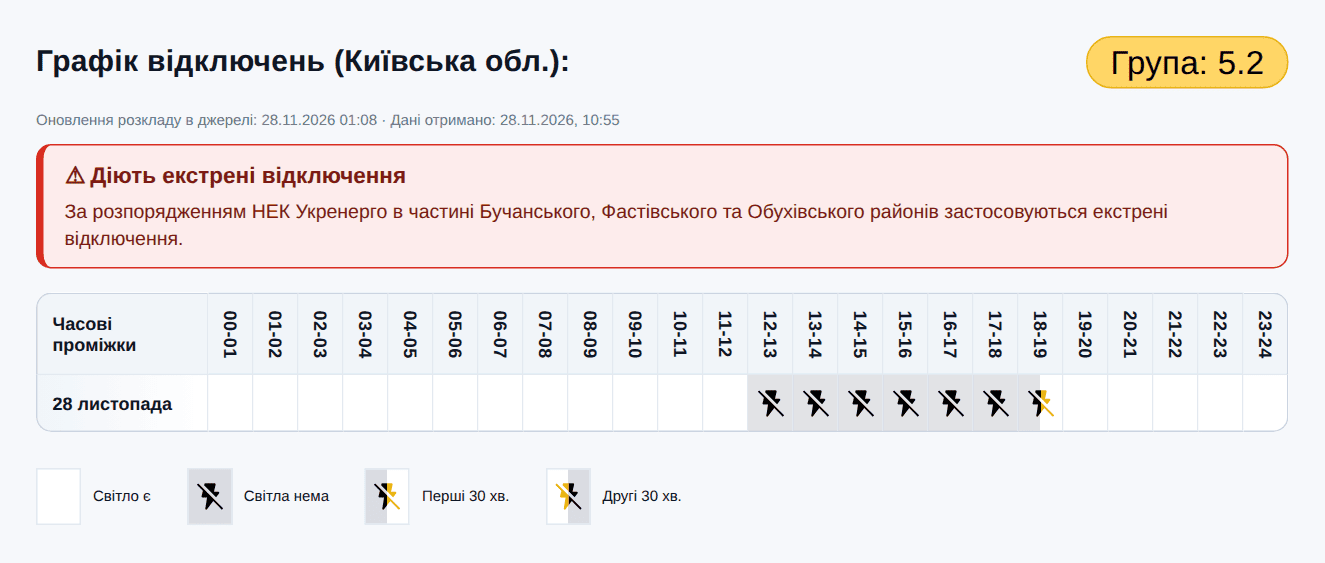 Графік відключень (Київська обл.):
Група: 5.2
Оновлення розкладу в джерелі: 28.11.2026 01:08 · Дані отримано: 28.11.2026, 10:55
⚠ Діють екстрені відключення
За розпорядженням НЕК Укренерго в частині Бучанського, Фастівського та Обухівського районів застосовуються екстрені
відключення.
Часові
проміжки
00-01
01-02
02-03
03-04
04-05
05-06
06-07
07-08
08-09
09-10
10-11
11-12
12-13
13-14
14-15
15-16
16-17
17-18
18-19
19-20
20-21
21-22
22-23
23-24
28 листопада
Світло є
Світла нема
Перші 30 хв.
Другі 30 хв.